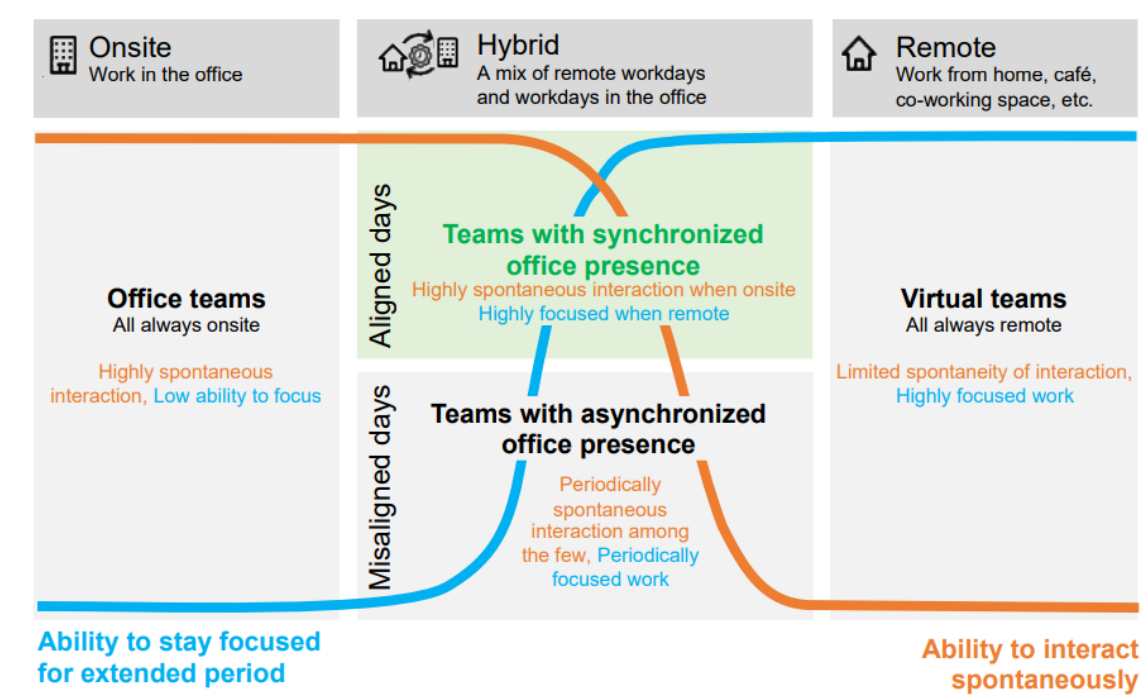 Onsite
Work in the office
Hybrid
A mix of remote workdays
and workdays in the office
Remote
Work from home, café,
co-working space, etc.
Office teams
All always onsite
Highly spontaneous
interaction, Low ability to focus
Aligned days
Teams with synchronized
office presence
Highly spontaneous interaction when onsite
Highly focused when remote
Misaligned days
Teams with asynchronized
office presence
Periodically
spontaneous
interaction among
the few, Periodically
focused work
Virtual teams
All always remote
Limited spontaneity of interaction,
Highly focused work
Ability to stay focused
for extended period
Ability to interact
spontaneously